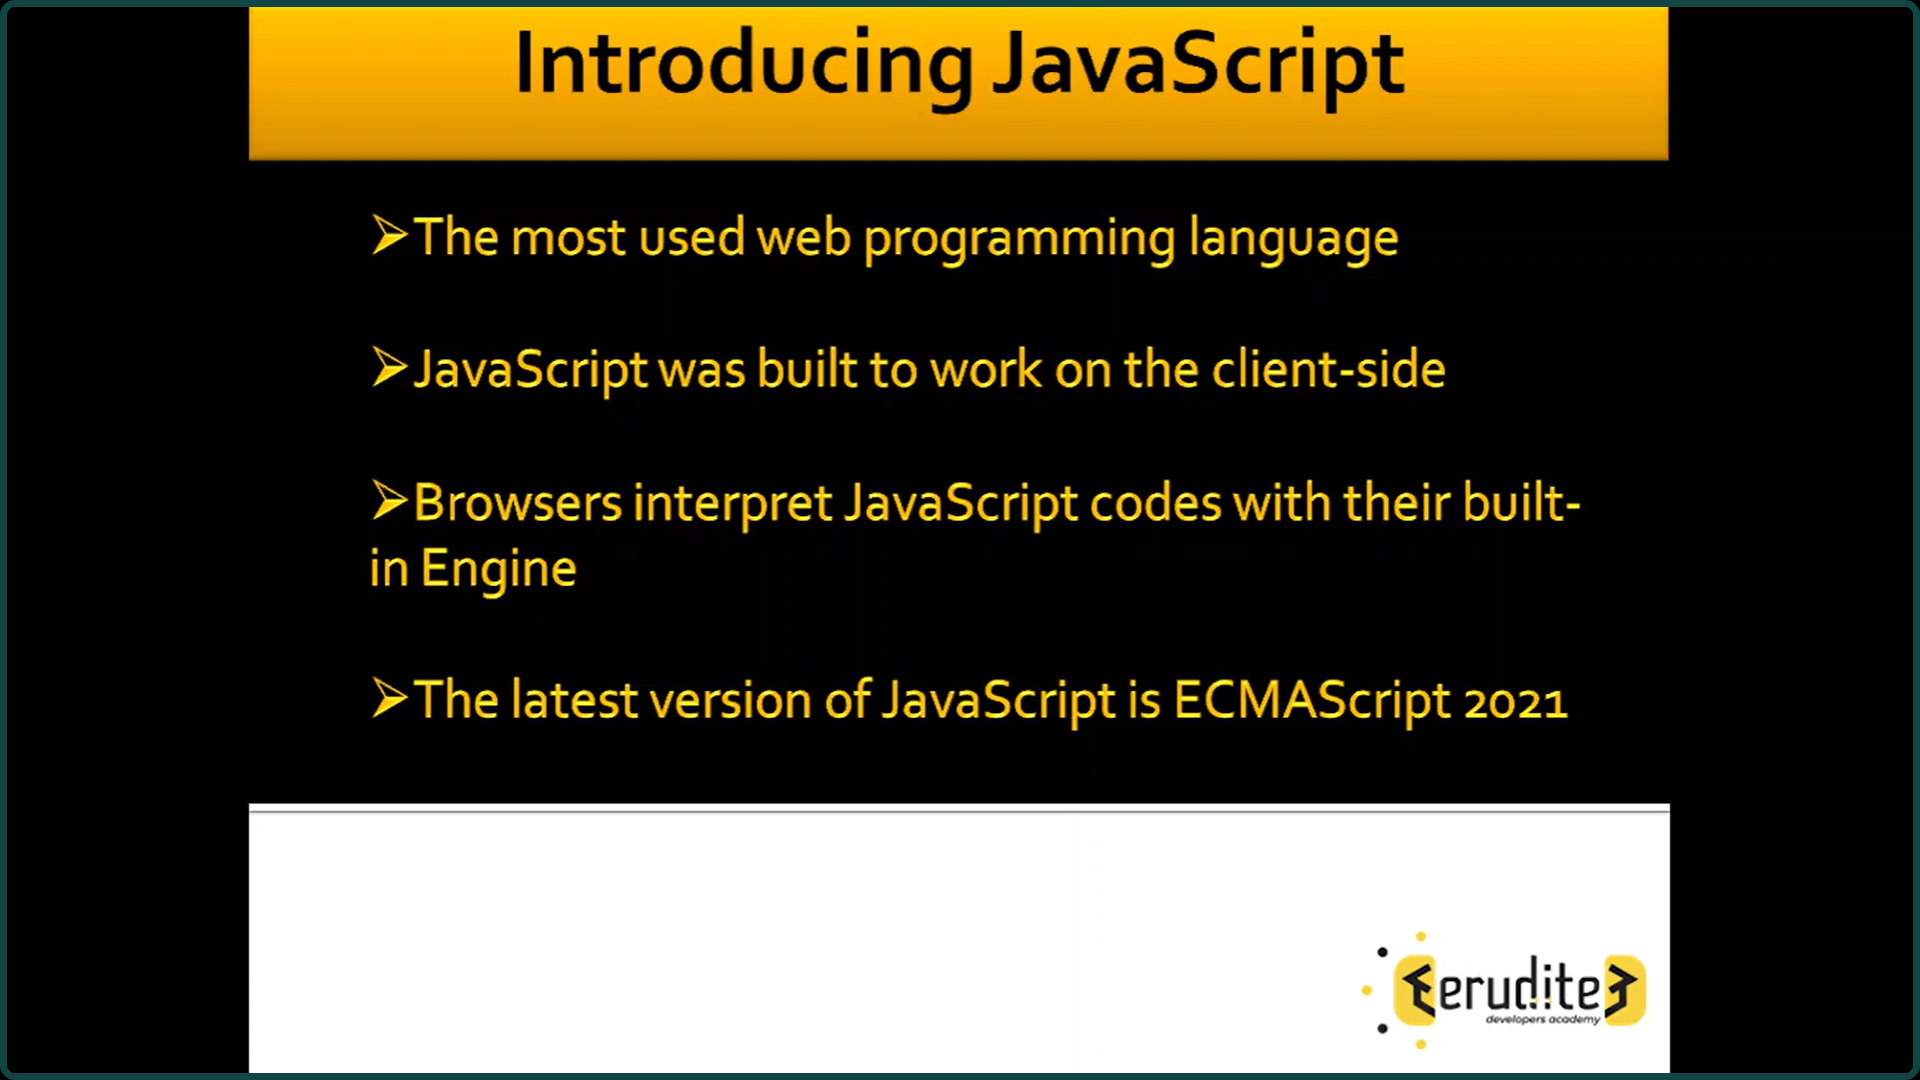 Introducing JavaScript
➢The most used web programming language
➢JavaScript was built to work on the client-side
➢Browsers interpret JavaScript codes with their built-
in Engine
➢The latest version of JavaScript is ECMAScript 2021
erudite
developers academy